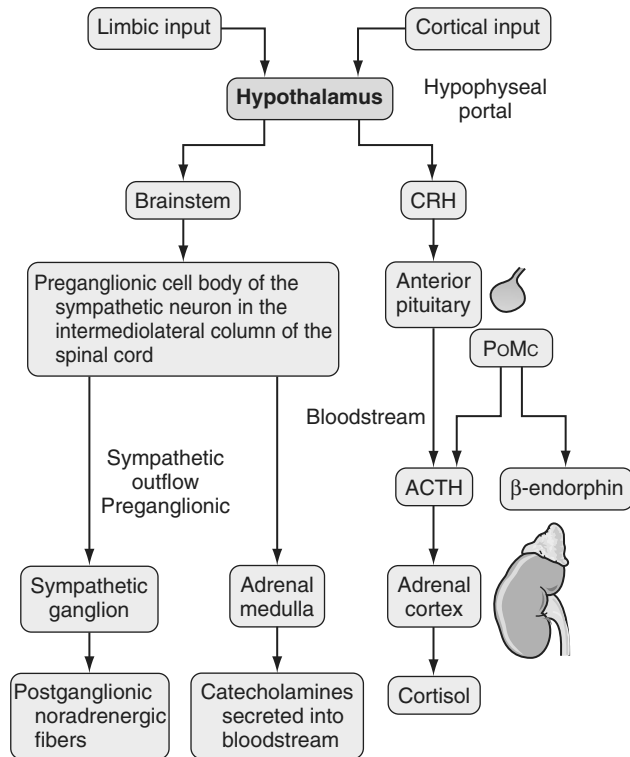 Limbic input
Cortical input
Hypothalamus
Hypophyseal
portal
Brainstem
CRH
Preganglionic cell body of the
sympathetic neuron in the
intermediolateral column of the
spinal cord
Anterior
pituitary
POMC
Bloodstream
Sympathetic
outflow
Preganglionic
ACTH
β-endorphin
Sympathetic
ganglion
Adrenal
medulla
Adrenal
cortex
Postganglionic
noradrenergic
fibers
Catecholamines
secreted into
bloodstream
Cortisol